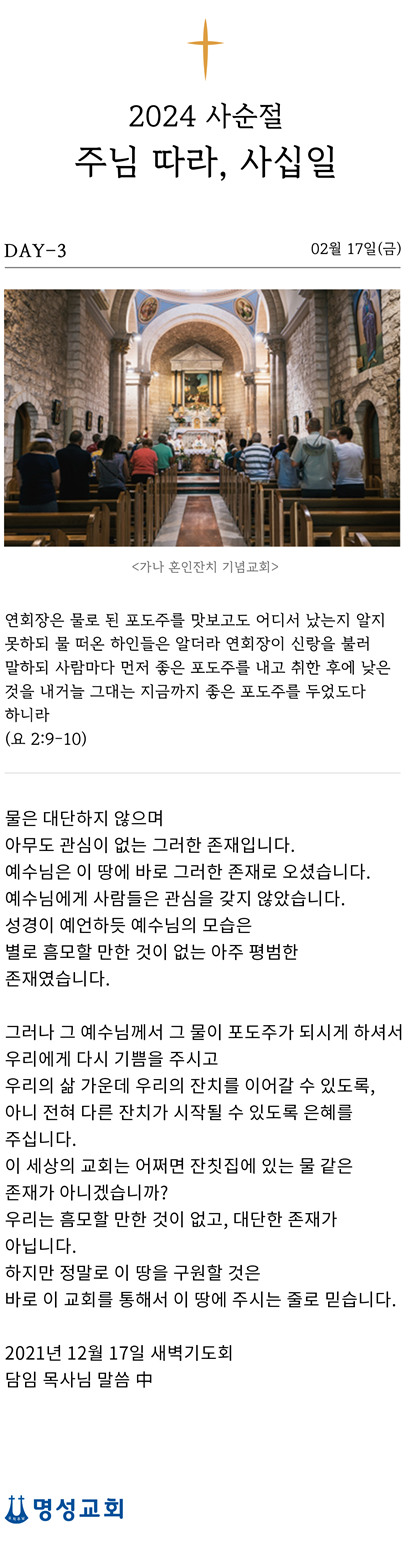 2024 사순절
주님 따라, 사십일
DAY-3
02월 17일(금)
<가나 혼인잔치 기념교회>
연회장은 물로 된 포도주를 맛보고도 어디서 났는지 알지
못하되 물 떠온 하인들은 알더라 연회장이 신랑을 불러
말하되 사람마다 먼저 좋은 포도주를 내고 취한 후에 낮은
것을 내거늘 그대는 지금까지 좋은 포도주를 두었도다
하니라
(요 2:9-10)
물은 대단하지 않으며
아무도 관심이 없는 그러한 존재입니다.
예수님은 이 땅에 바로 그러한 존재로 오셨습니다.
예수님에게 사람들은 관심을 갖지 않았습니다.
성경이 예언하듯 예수님의 모습은
별로 흠모할 만한 것이 없는 아주 평범한
존재였습니다.
그러나 그 예수님께서 그 물이 포도주가 되시게 하셔서
우리에게 다시 기쁨을 주시고
우리의 삶 가운데 우리의 잔치를 이어갈 수 있도록,
아니 전혀 다른 잔치가 시작될 수 있도록 은혜를
주십니다.
이 세상의 교회는 어쩌면 잔칫집에 있는 물 같은
존재가 아니겠습니까?
우리는 흠모할 만한 것이 없고, 대단한 존재가
아닙니다.
하지만 정말로 이 땅을 구원할 것은
바로 이 교회를 통해서 이 땅에 주시는 줄로 믿습니다.
2021년 12월 17일 새벽기도회
담임 목사님 말씀 中
명성교회